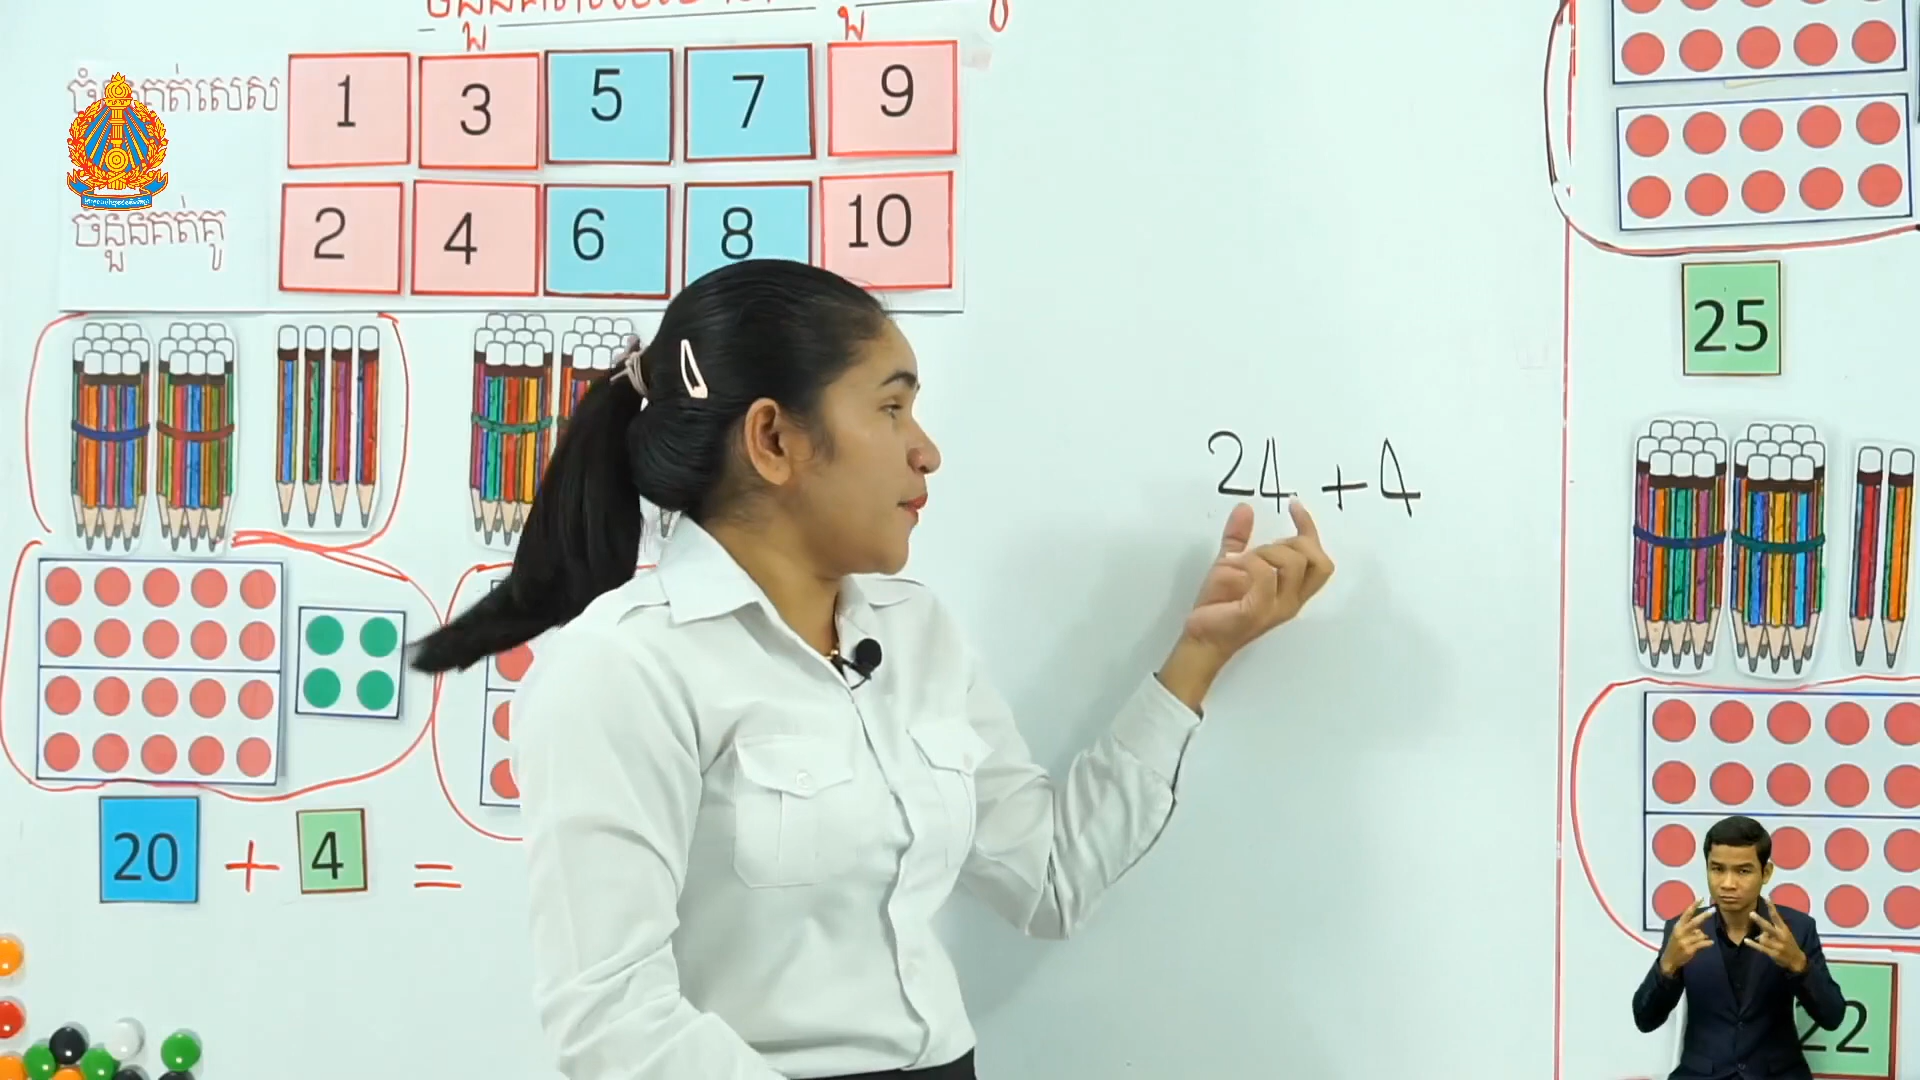 ចំនួនគត់សេស 1 3 5 7 9
ចំនួនគត់គូ 2 4 6 8 10
25
24 + 4
20 + 4 =
22